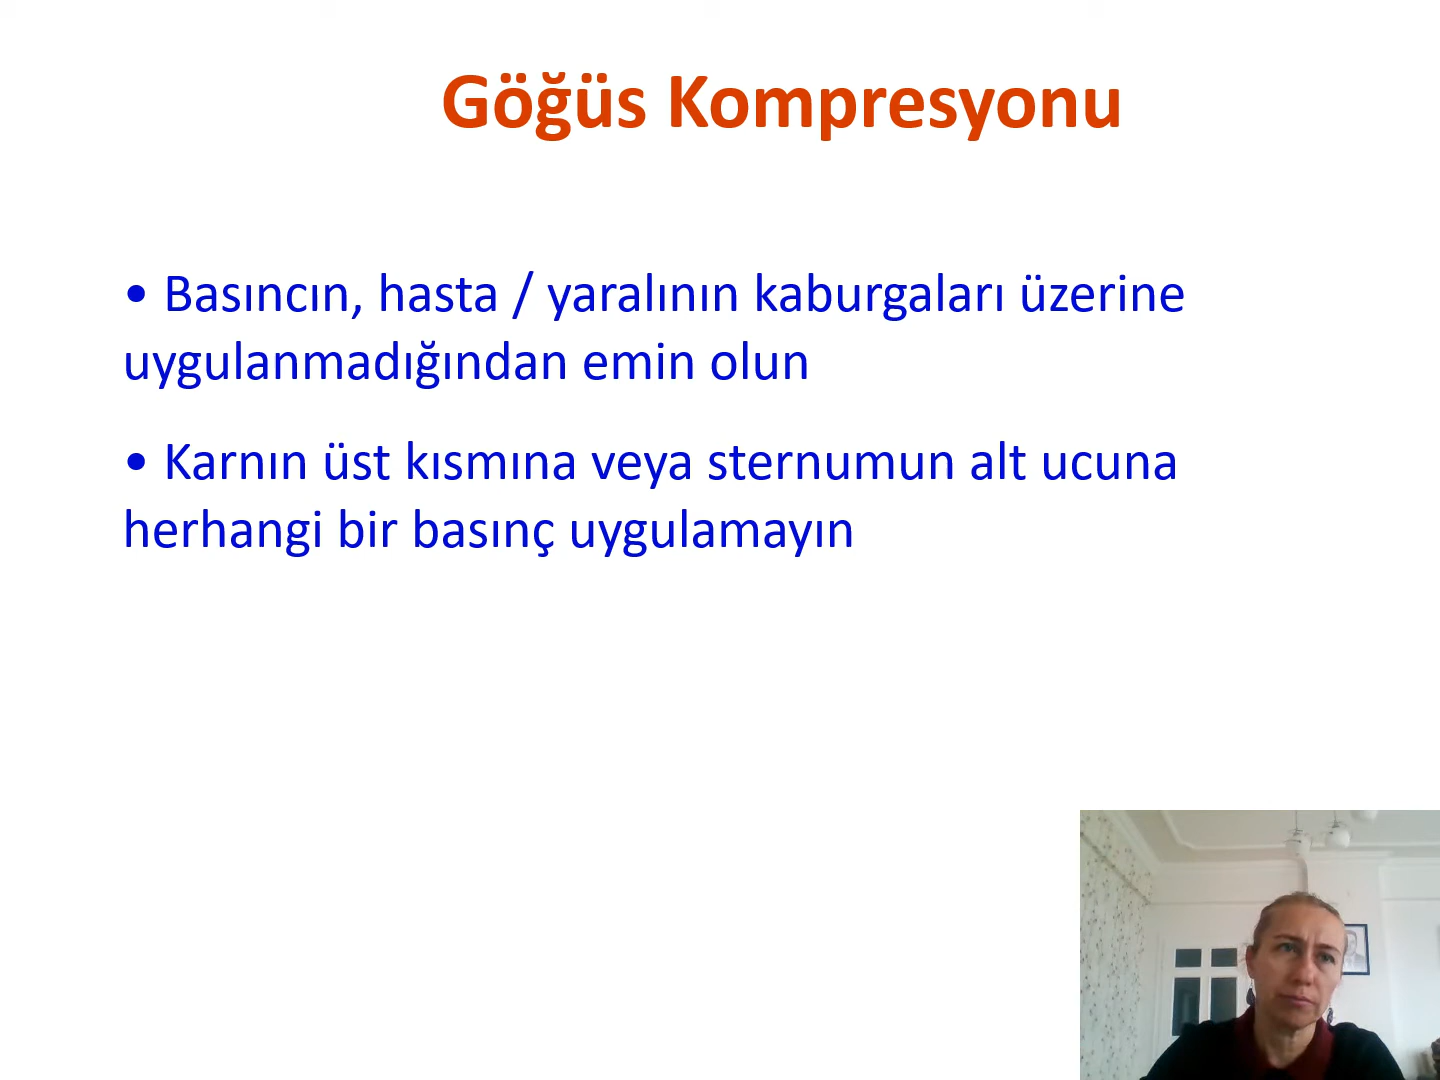 Göğüs Kompresyonu
• Basıncın, hasta / yaralının kaburgaları üzerine
uygulanmadığından emin olun
• Karnın üst kısmına veya sternumun alt ucuna
herhangi bir basınç uygulamayın